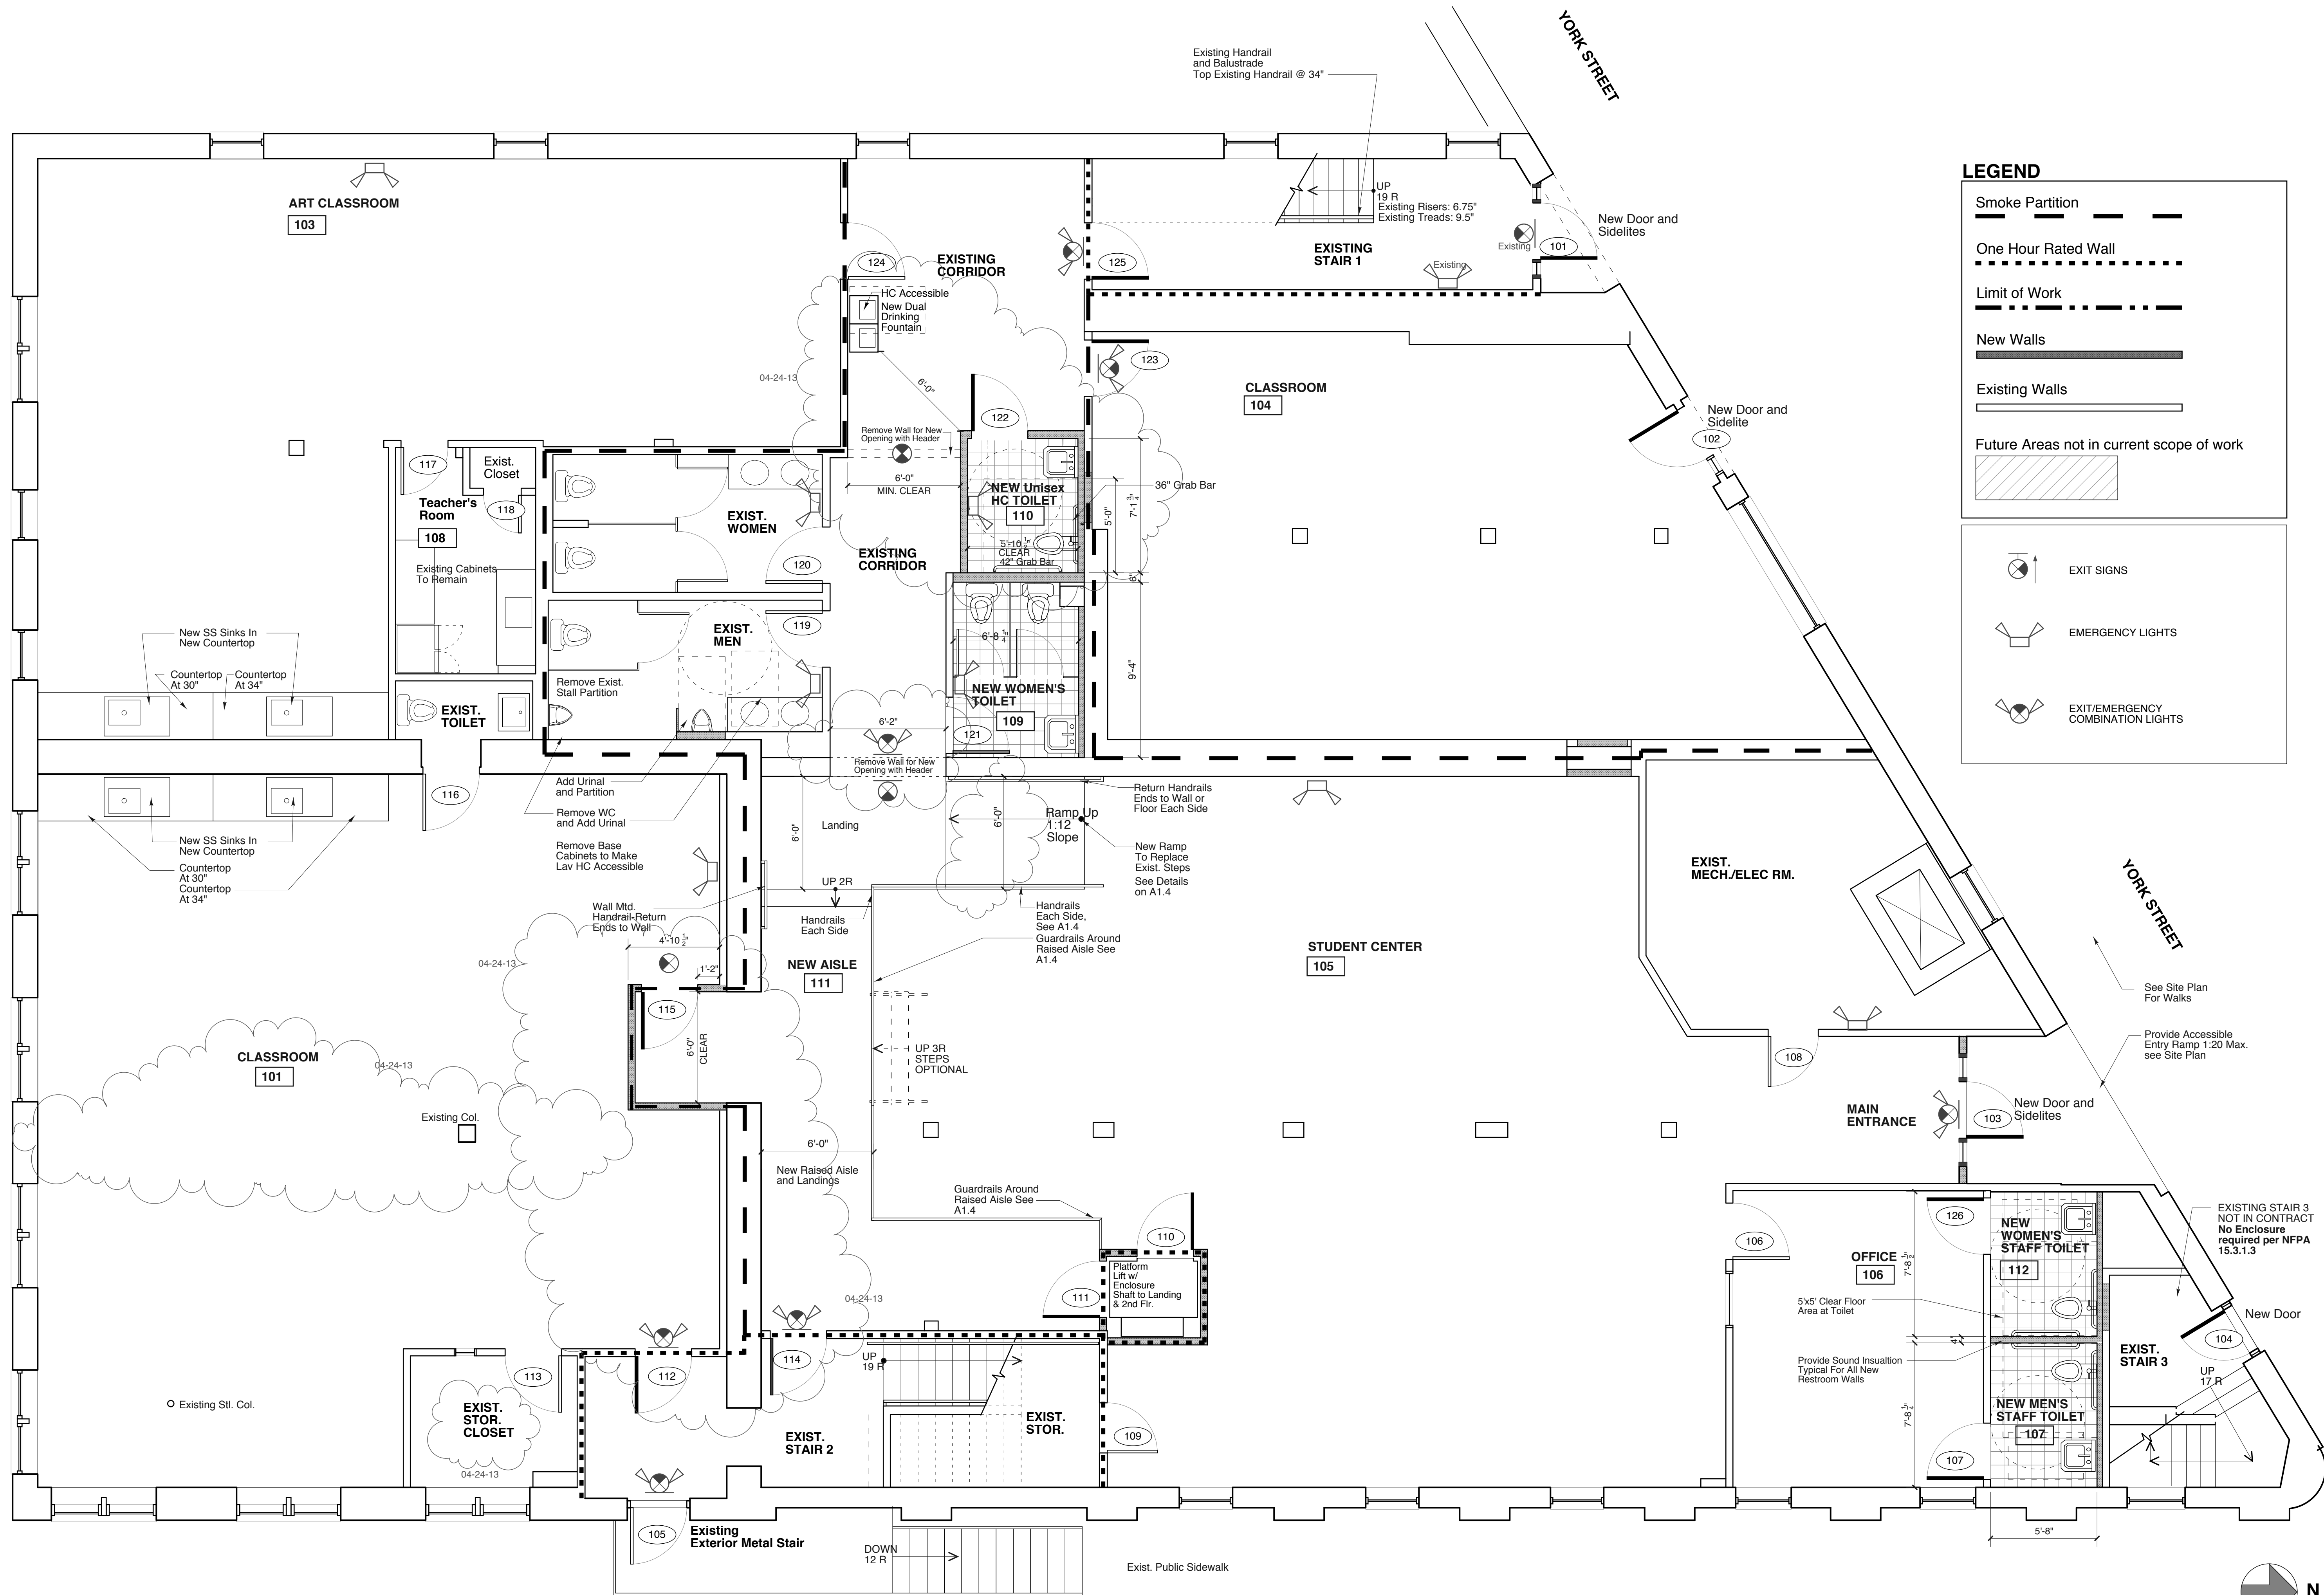 YORK STREET
Existing Handrail
and Balustrade
Top Existing Handrail @ 34"
LEGEND
Smoke Partition
One Hour Rated Wall
Limit of Work
New Walls
Existing Walls
Future Areas not in current scope of work
EXIT SIGNS
EMERGENCY LIGHTS
EXIT/EMERGENCY
COMBINATION LIGHTS
ART CLASSROOM
103
UP
19 R
Existing Risers: 6.75"
Existing Treads: 9.5"
EXISTING
STAIR 1
Existing
Existing
101
New Door and
Sidelites
124
EXISTING
CORRIDOR
125
HC Accessible
New Dual
Drinking
Fountain
04-24-13
6'-0"
123
CLASSROOM
104
New Door and
Sidelite
102
122
Remove Wall for New
Opening with Header
6'-0"
MIN. CLEAR
NEW Unisex
HC TOILET
110
36" Grab Bar
5'-0"
7'-1 3/4"
5'-10 1/2"
CLEAR
42" Grab Bar
6"
117
Exist.
Closet
118
Teacher's
Room
108
Existing Cabinets
To Remain
EXIST.
WOMEN
120
EXISTING
CORRIDOR
119
EXIST.
MEN
6'-8 1/4"
9'-4"
NEW WOMEN'S
TOILET
109
121
New SS Sinks In
New Countertop
Countertop
At 30"
Countertop
At 34"
EXIST.
TOILET
Remove Exist.
Stall Partition
6'-2"
Remove Wall for New
Opening with Header
116
Add Urinal
and Partition
Remove WC
and Add Urinal
Remove Base
Cabinets to Make
Lav HC Accessible
New SS Sinks In
New Countertop
Countertop
At 30"
Countertop
At 34"
6'-0"
Landing
6'-0"
Ramp Up
1:12
Slope
Return Handrails
Ends to Wall or
Floor Each Side
New Ramp
To Replace
Exist. Steps
See Details
on A1.4
UP 2R
Handrails
Each Side
Wall Mtd.
Handrail-Return
Ends to Wall
4'-10 1/2"
1'-2"
04-24-13
Handrails
Each Side,
See A1.4
Guardrails Around
Raised Aisle See
A1.4
NEW AISLE
111
115
6'-0"
CLEAR
UP 3R
STEPS
OPTIONAL
STUDENT CENTER
105
EXIST.
MECH./ELEC RM.
YORK STREET
See Site Plan
For Walks
Provide Accessible
Entry Ramp 1:20 Max.
see Site Plan
108
MAIN
ENTRANCE
103
New Door and
Sidelites
CLASSROOM
101
04-24-13
Existing Col.
6'-0"
New Raised Aisle
and Landings
Guardrails Around
Raised Aisle See
A1.4
110
Platform
Lift w/
Enclosure
Shaft to Landing
& 2nd Flr.
111
04-24-13
106
OFFICE
106
7'-8 1/2"
126
NEW
WOMEN'S
STAFF TOILET
112
EXISTING STAIR 3
NOT IN CONTRACT
No Enclosure
required per NFPA
15.3.1.3
5'x5' Clear Floor
Area at Toilet
4"
Provide Sound Insualtion
Typical For All New
Restroom Walls
New Door
104
EXIST.
STAIR 3
UP
17 R
7'-8 1/4"
NEW MEN'S
STAFF TOILET
107
107
5'-8"
113
112
114
UP
19 R
Existing Stl. Col.
EXIST.
STOR.
CLOSET
04-24-13
EXIST.
STAIR 2
EXIST.
STOR.
109
105
Existing
Exterior Metal Stair
DOWN
12 R
Exist. Public Sidewalk
N